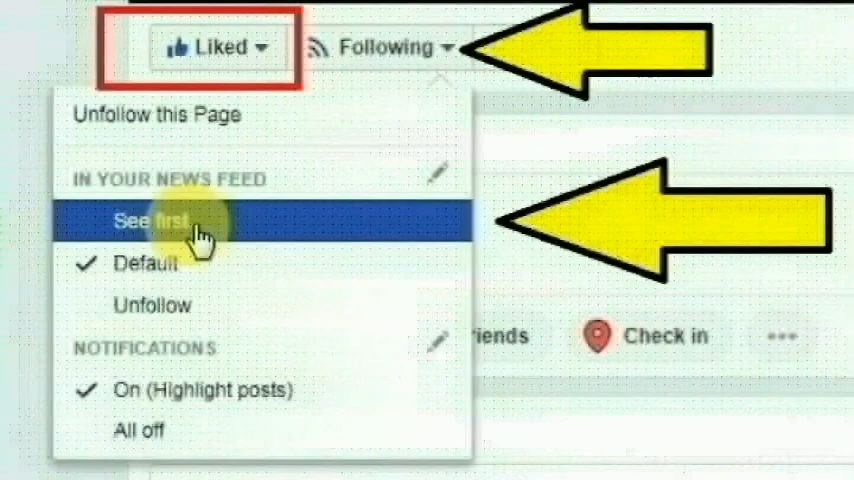 Liked Following
Unfollow this Page
IN YOUR NEWS FEED
See first
Default
Unfollow
NOTIFICATIONS
iends Check in
On (Highlight posts)
All off